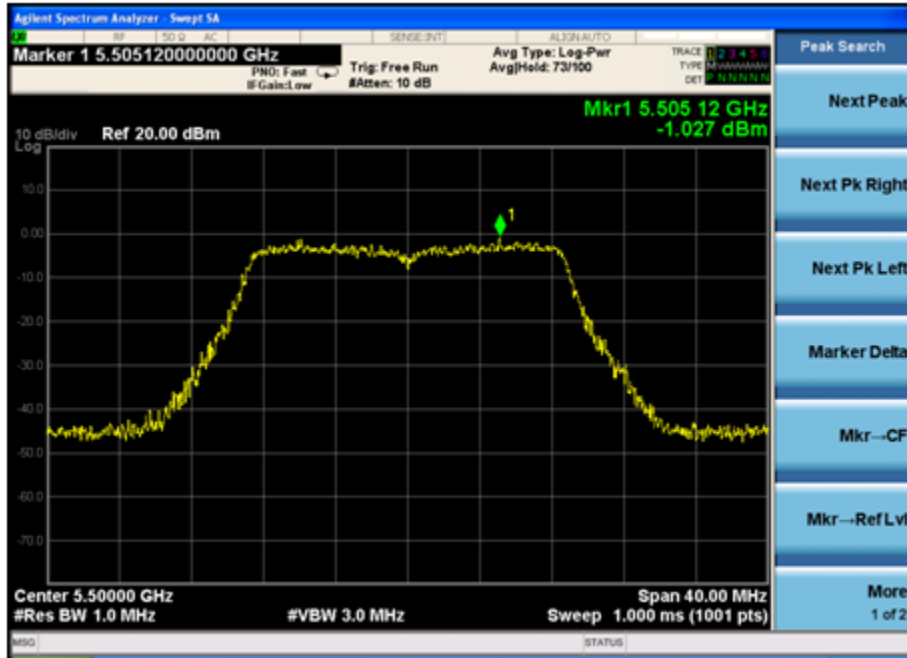 Agilent Spectrum Analyzer - Swept SA
RF 50 Ω AC SENSE:INT ALIGN AUTO
Marker 1 5.505120000000 GHz
PNO: Fast
IFGain:Low
Trig: Free Run
#Atten: 10 dB
Avg Type: Log-Pwr
Avg|Hold: 73/100
TRACE 1 2 3 4 5 6
TYPE
DET P N N N N N
Mkr1 5.505 12 GHz
-1.027 dBm
10 dB/div Ref 20.00 dBm
Log
10.0
0.00
-10.0
-20.0
-30.0
-40.0
-50.0
-60.0
-70.0
1
Center 5.50000 GHz
Span 40.00 MHz
#Res BW 1.0 MHz
#VBW 3.0 MHz
Sweep 1.000 ms (1001 pts)
MSG
STATUS
Peak Search
Next Peak
Next Pk Right
Next Pk Left
Marker Delta
Mkr→CF
Mkr→Ref Lvl
More
1 of 2